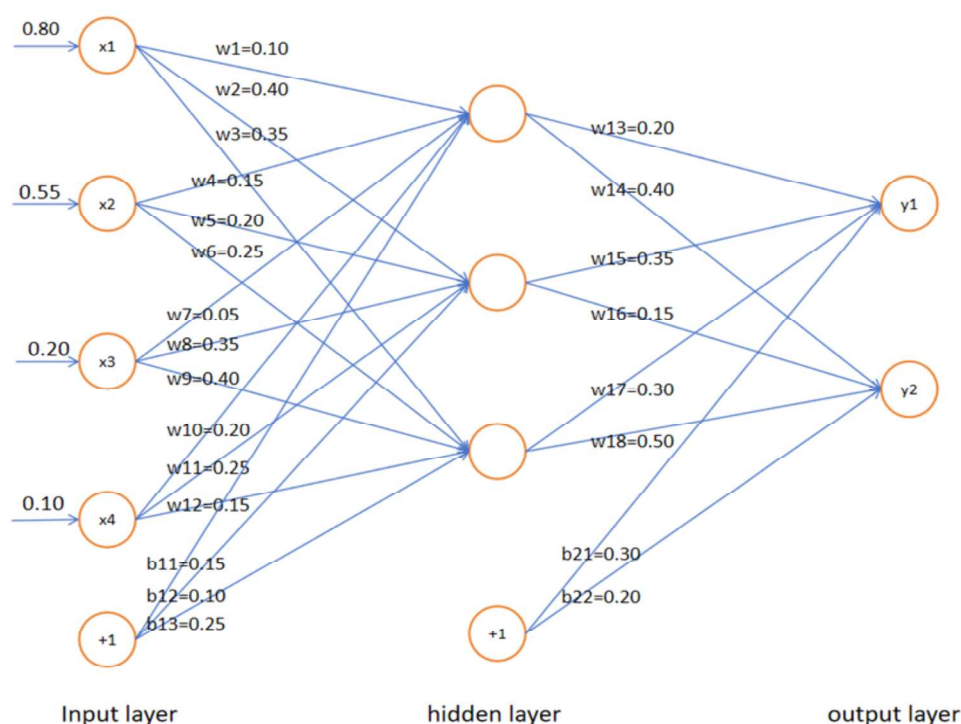 0.80
x1
w1=0.10
w2=0.40
w3=0.35
w13=0.20
0.55
x2
w4=0.15
w5=0.20
w6=0.25
w14=0.40
y1
w15=0.35
w7=0.05
w16=0.15
0.20
x3
w8=0.35
w9=0.40
w17=0.30
y2
w10=0.20
w18=0.50
w11=0.25
0.10
x4
w12=0.15
b11=0.15
b21=0.30
b12=0.10
b22=0.20
b13=0.25
+1
+1
Input layer
hidden layer
output layer